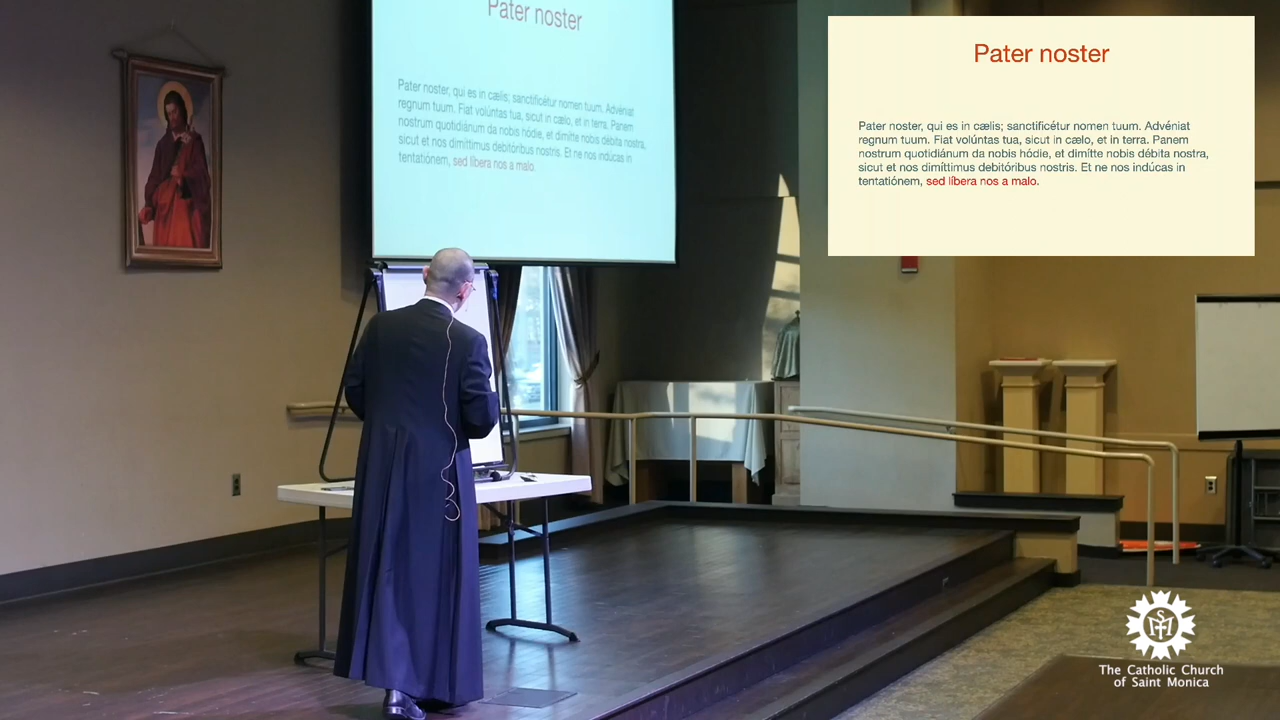 Pater noster
Pater noster, qui es in cælis; sanctificétur nomen tuum. Advéniat
regnum tuum. Fiat volúntas tua, sicut in cælo, et in terra. Panem
nostrum quotidiánum da nobis hódie, et dimítte nobis débita nostra,
sicut et nos dimíttimus debitóribus nostris. Et ne nos indúcas in
tentatiónem, sed líbera nos a malo.
Pater noster
Pater noster, qui es in cælis; sanctificétur nomen tuum. Advéniat
regnum tuum. Fiat volúntas tua, sicut in cælo, et in terra. Panem
nostrum quotidiánum da nobis hódie, et dimítte nobis débita nostra,
sicut et nos dimíttimus debitóribus nostris. Et ne nos indúcas in
tentatiónem, sed líbera nos a malo.
The Catholic Church
of Saint Monica